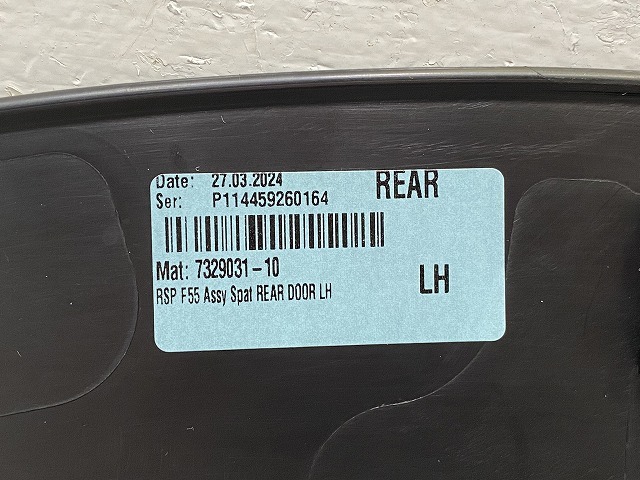 Date: 27.03.2024
REAR
Ser: P114459260164
Mat: 7329031-10
LH
RSP F55 Assy Spat REAR DOOR LH